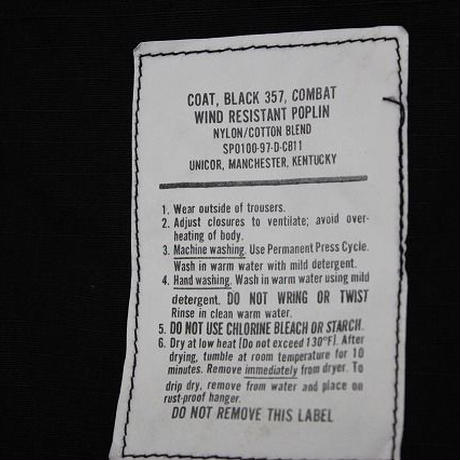 COAT, BLACK 357, COMBAT
WIND RESISTANT POPLIN
NYLON/COTTON BLEND
SPO100-97-D-CB11
UNICOR, MANCHESTER, KENTUCKY
1. Wear outside of trousers.
2. Adjust closures to ventilate; avoid over-
heating of body.
3. Machine washing. Use Permanent Press Cycle.
Wash in warm water with mild detergent.
4. Hand washing. Wash in warm water using mild
detergent. DO NOT WRING OR TWIST
Rinse in clean warm water.
5. DO NOT USE CHLORINE BLEACH OR STARCH.
6. Dry at low heat (Do not exceed 130°F). After
drying, tumble at room temperature for 10
minutes. Remove immediately from dryer. To
drip dry, remove from water and place on
rust-proof hanger.
DO NOT REMOVE THIS LABEL